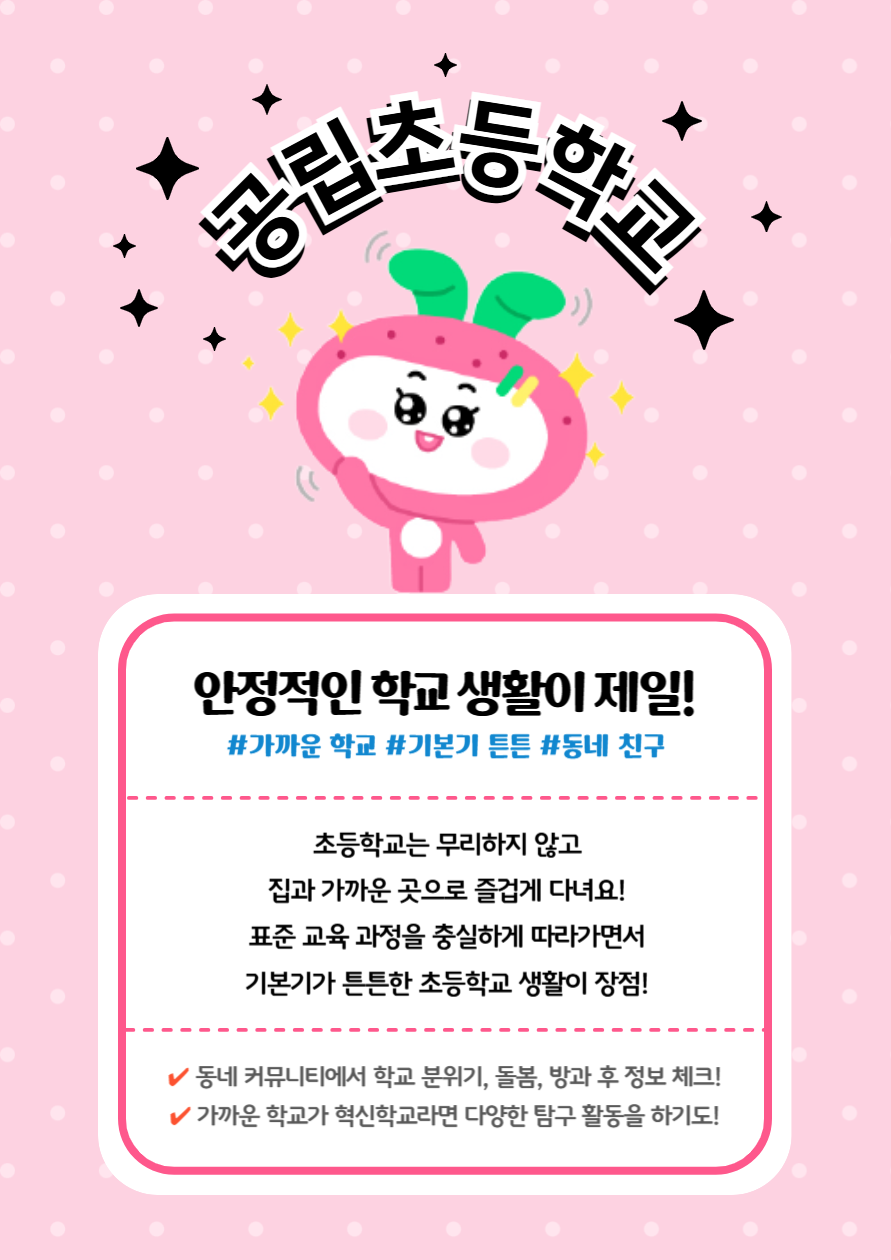 공립초등학교
안정적인 학교 생활이 제일!
#가까운 학교 #기본기 튼튼 #동네 친구
초등학교는 무리하지 않고
집과 가까운 곳으로 즐겁게 다녀요!
표준 교육 과정을 충실하게 따라가면서
기본기가 튼튼한 초등학교 생활이 장점!
✔ 동네 커뮤니티에서 학교 분위기, 돌봄, 방과 후 정보 체크!
✔ 가까운 학교가 혁신학교라면 다양한 탐구 활동을 하기도!